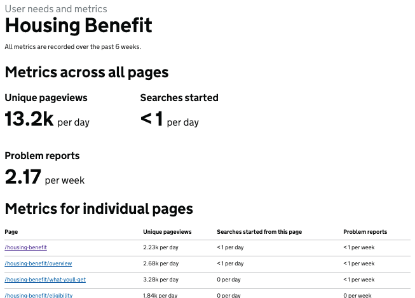 User needs and metrics
Housing Benefit
All metrics are recorded over the past 6 weeks.
Metrics across all pages
Unique pageviews Searches started
13.2k per day <1 per day
Problem reports
2.17 per week
Metrics for individual pages
Page Unique pageviews Searches started from this page Problem reports
/housing-benefit 2.23k per day <1 per day <1 per week
/housing-benefit/overview 2.68k per day <1 per day <1 per week
/housing-benefit/what-youll-get 3.28k per day 0 per day <1 per week
/housing-benefit/eligibility 1.84k per day 0 per day 0 per week